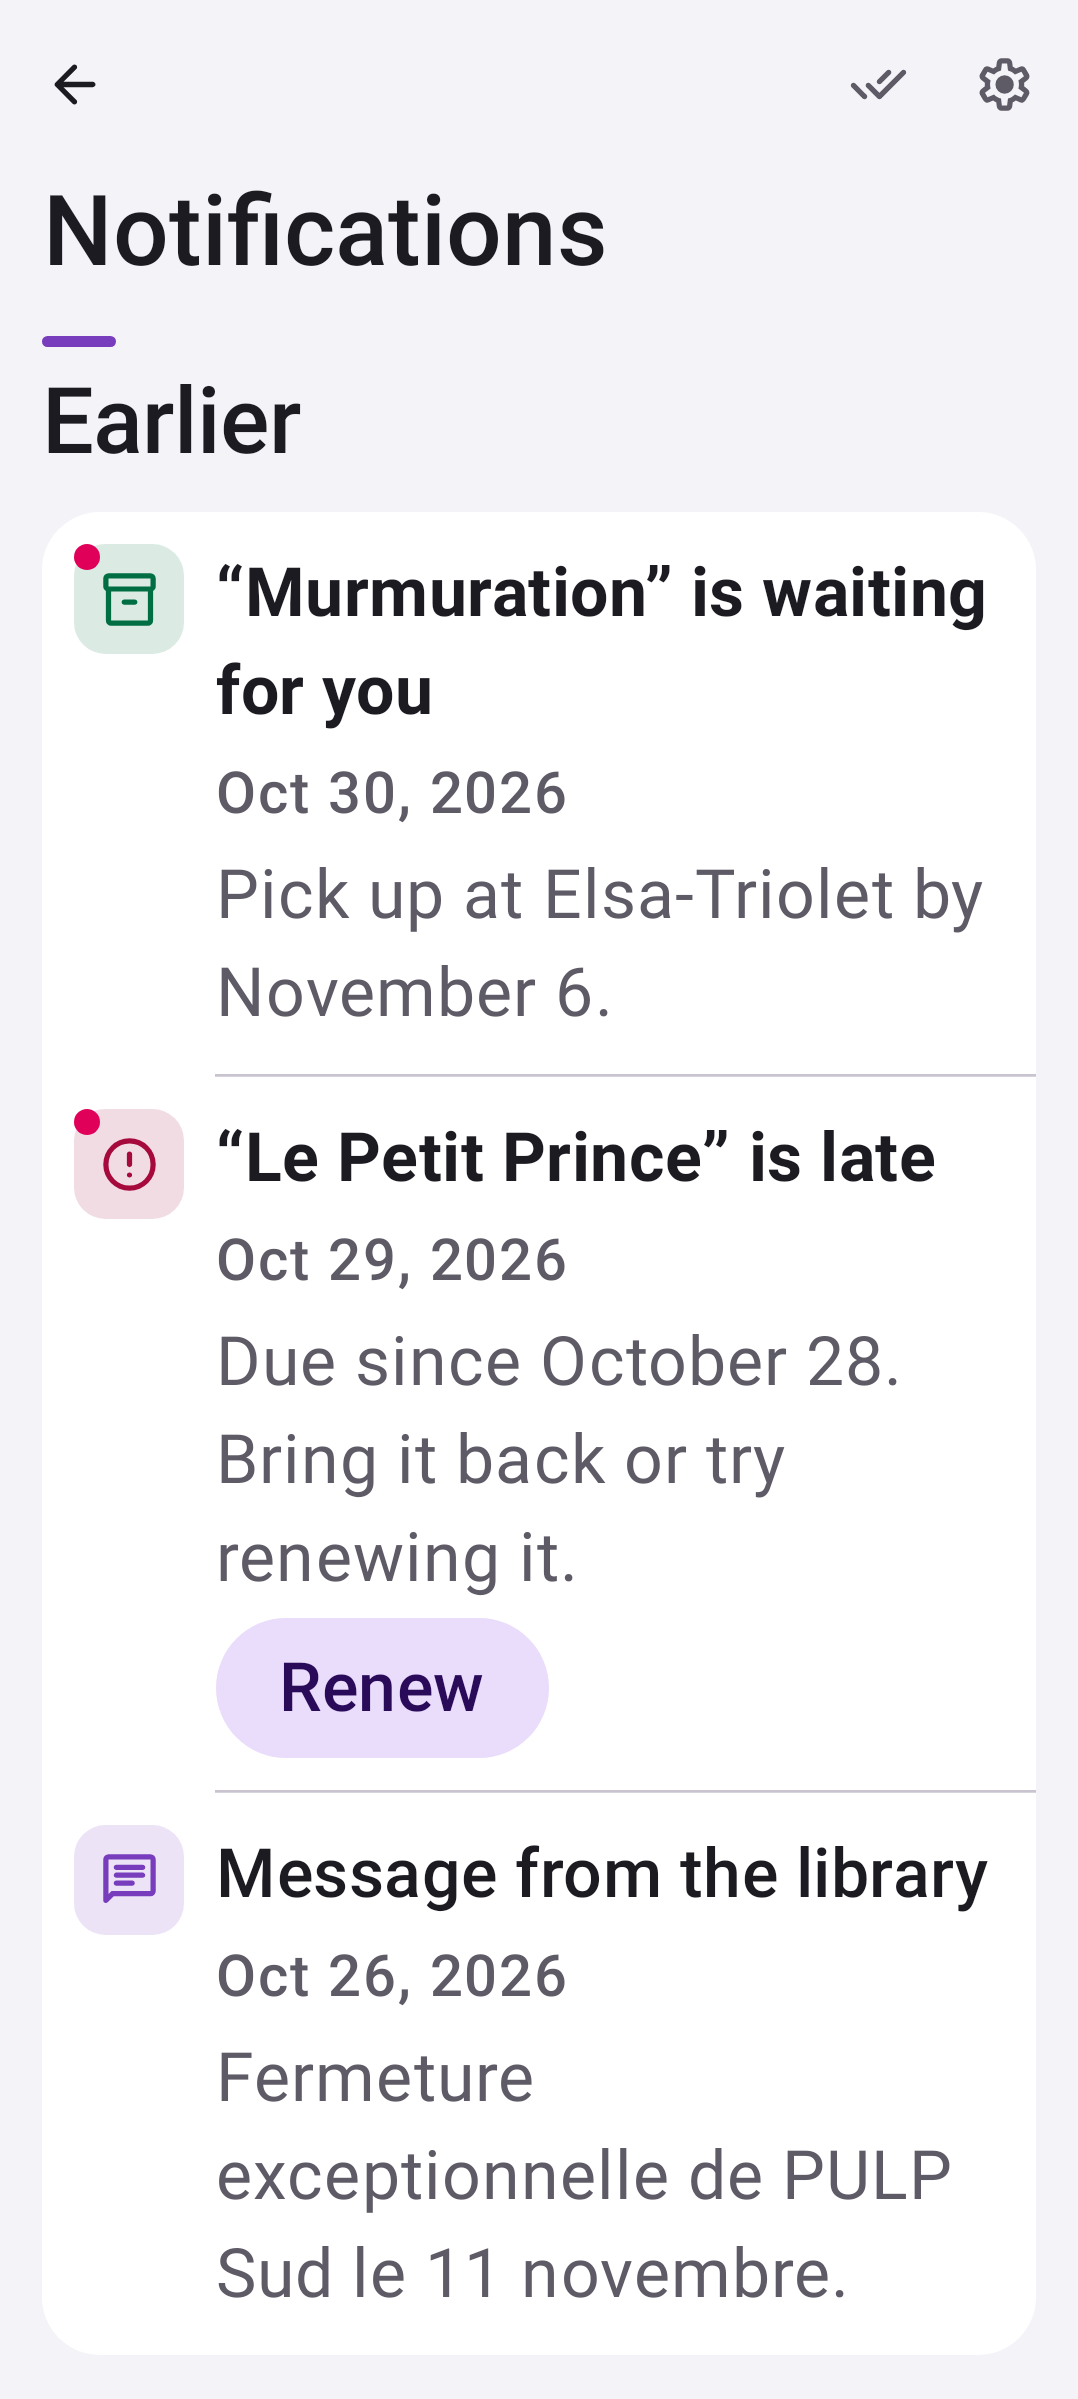 Notifications
Earlier
“Murmuration” is waiting
for you
Oct 30, 2026
Pick up at Elsa-Triolet by
November 6.
“Le Petit Prince” is late
Oct 29, 2026
Due since October 28.
Bring it back or try
renewing it.
Renew
Message from the library
Oct 26, 2026
Fermeture
exceptionnelle de PULP
Sud le 11 novembre.